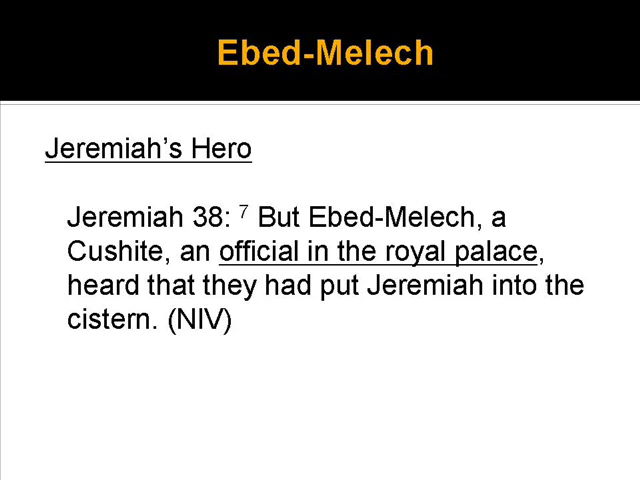 Ebed-Melech
Jeremiah's Hero
Jeremiah 38: ⁷ But Ebed-Melech, a
Cushite, an official in the royal palace,
heard that they had put Jeremiah into the
cistern. (NIV)